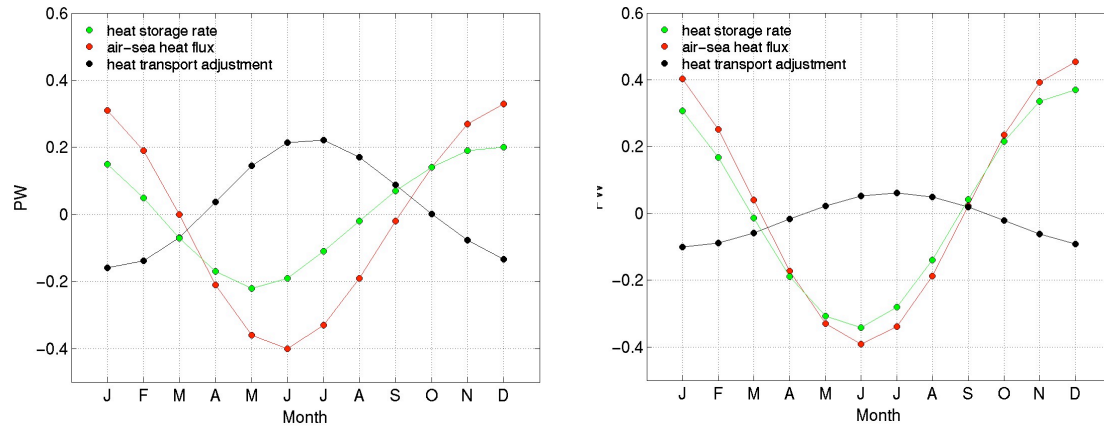 0.6
heat storage rate
air-sea heat flux
heat transport adjustment
0.4
0.2
0
−0.2
−0.4
PW
J F M A M J J A S O N D
Month
0.6
heat storage rate
air-sea heat flux
heat transport adjustment
0.4
0.2
0
−0.2
−0.4
J F M A M J J A S O N D
Month